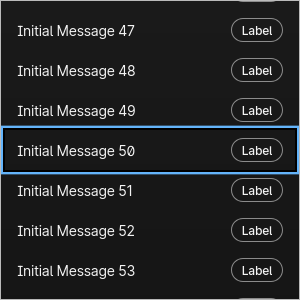 Initial Message 47 Label
Initial Message 48 Label
Initial Message 49 Label
Initial Message 50 Label
Initial Message 51 Label
Initial Message 52 Label
Initial Message 53 Label